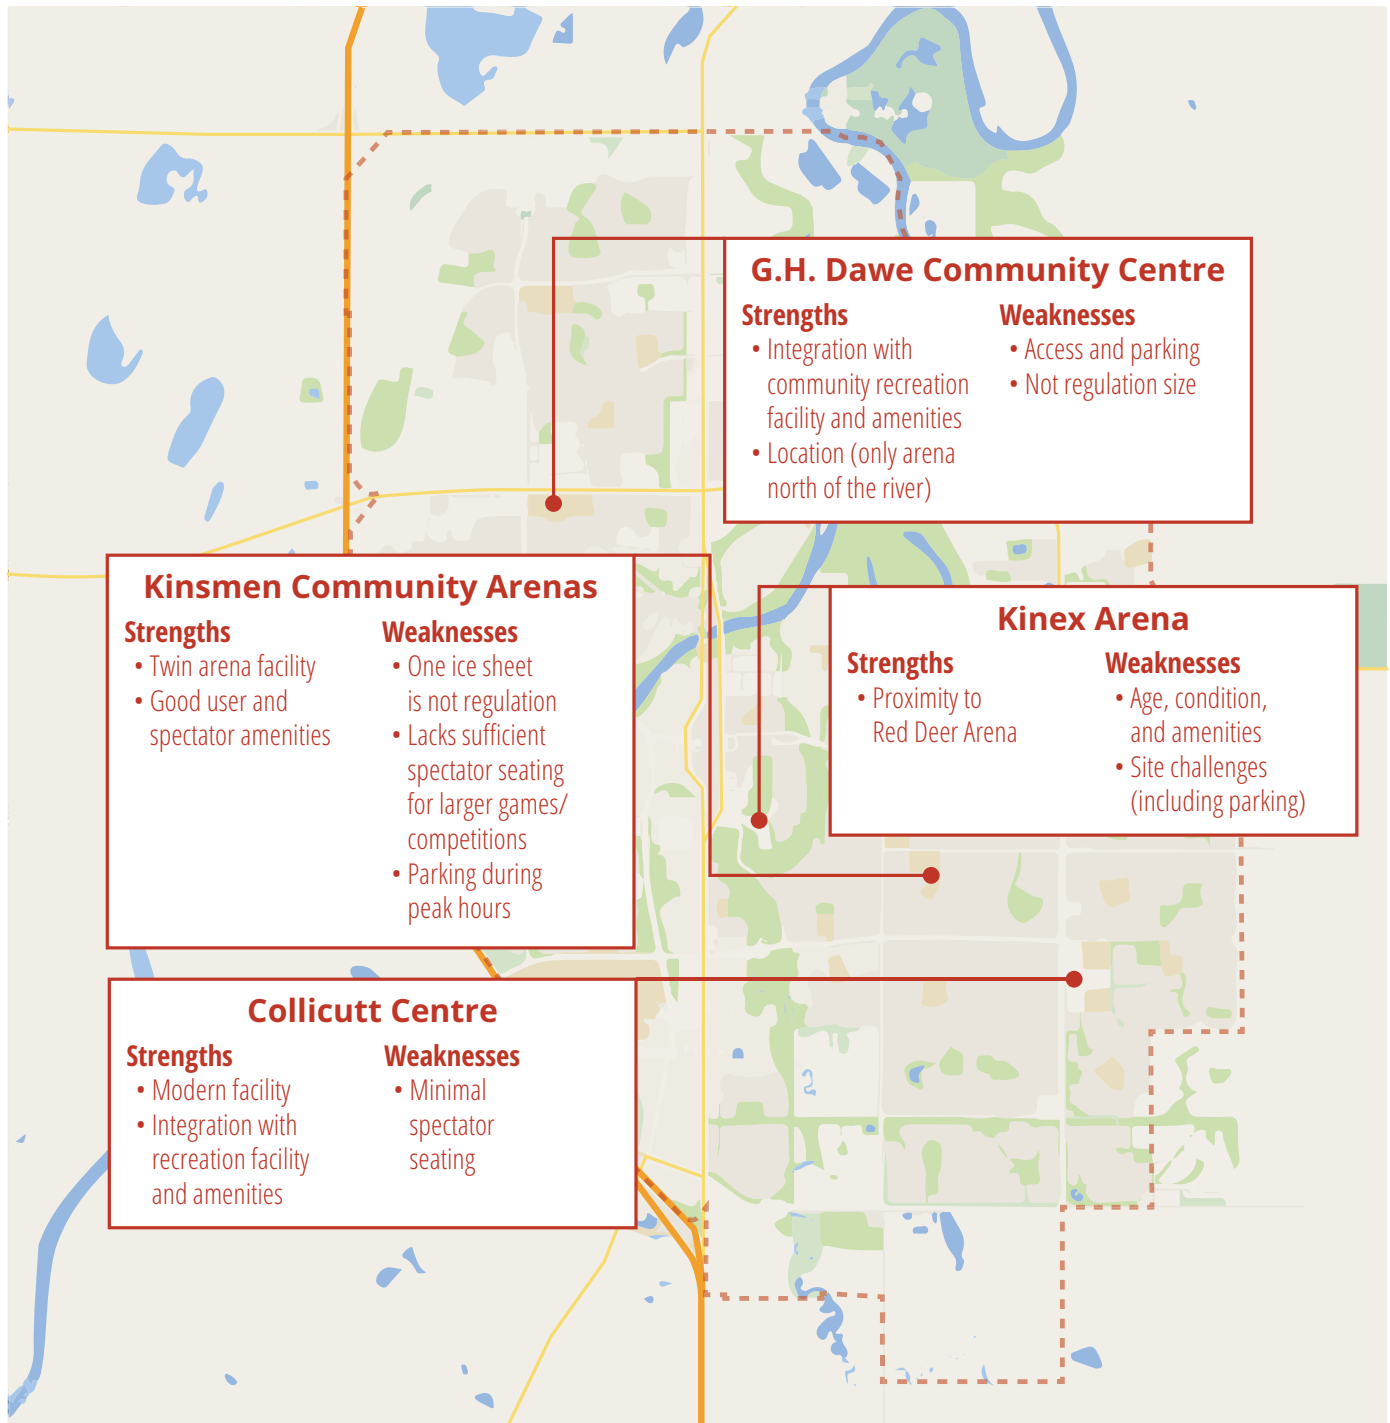 G.H. Dawe Community Centre
Strengths
• Integration with
community recreation
facility and amenities
• Location (only arena
north of the river)
Weaknesses
• Access and parking
• Not regulation size
Kinsmen Community Arenas
Strengths
• Twin arena facility
• Good user and
spectator amenities
Weaknesses
• One ice sheet
is not regulation
• Lacks sufficient
spectator seating
for larger games/
competitions
• Parking during
peak hours
Kinex Arena
Strengths
• Proximity to
Red Deer Arena
Weaknesses
• Age, condition,
and amenities
• Site challenges
(including parking)
Collicutt Centre
Strengths
• Modern facility
• Integration with
recreation facility
and amenities
Weaknesses
• Minimal
spectator
seating